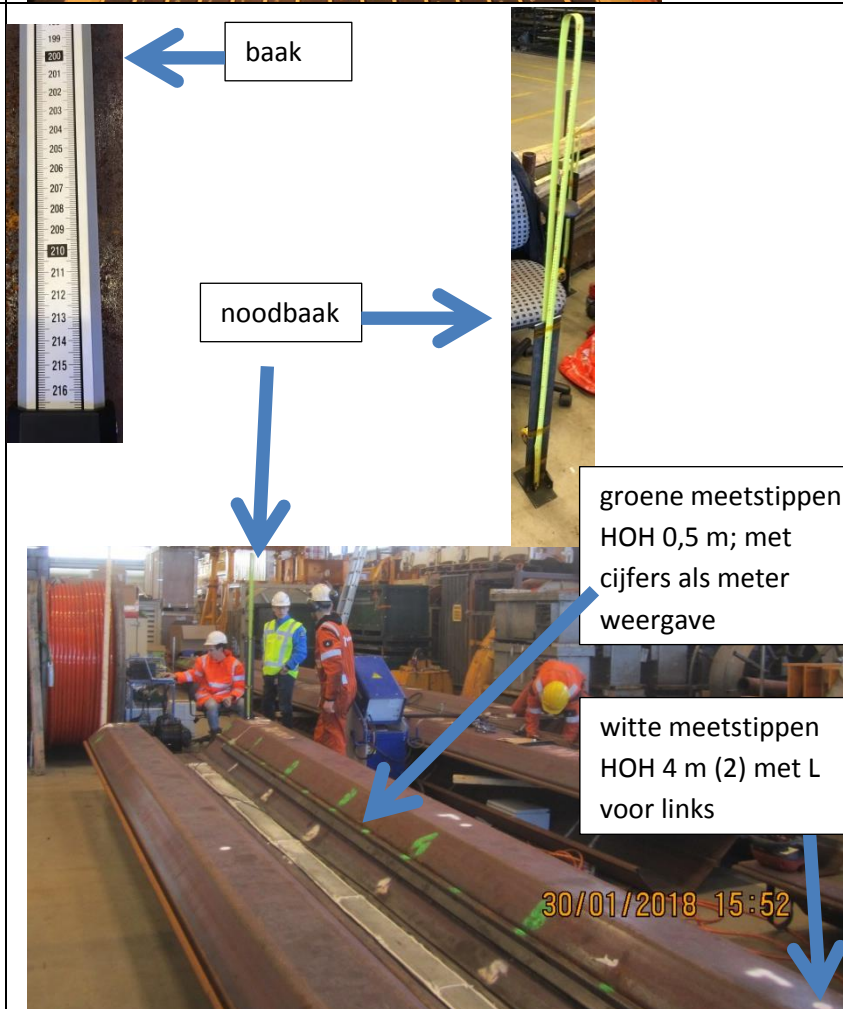 199
200
201
202
203
204
205
206
207
208
209
210
211
212
213
214
215
216
baak
noodbaak
groene meetstippen
HOH 0,5 m; met
cijfers als meter
weergave
witte meetstippen
HOH 4 m (2) met L
voor links
30/01/2018 15:52